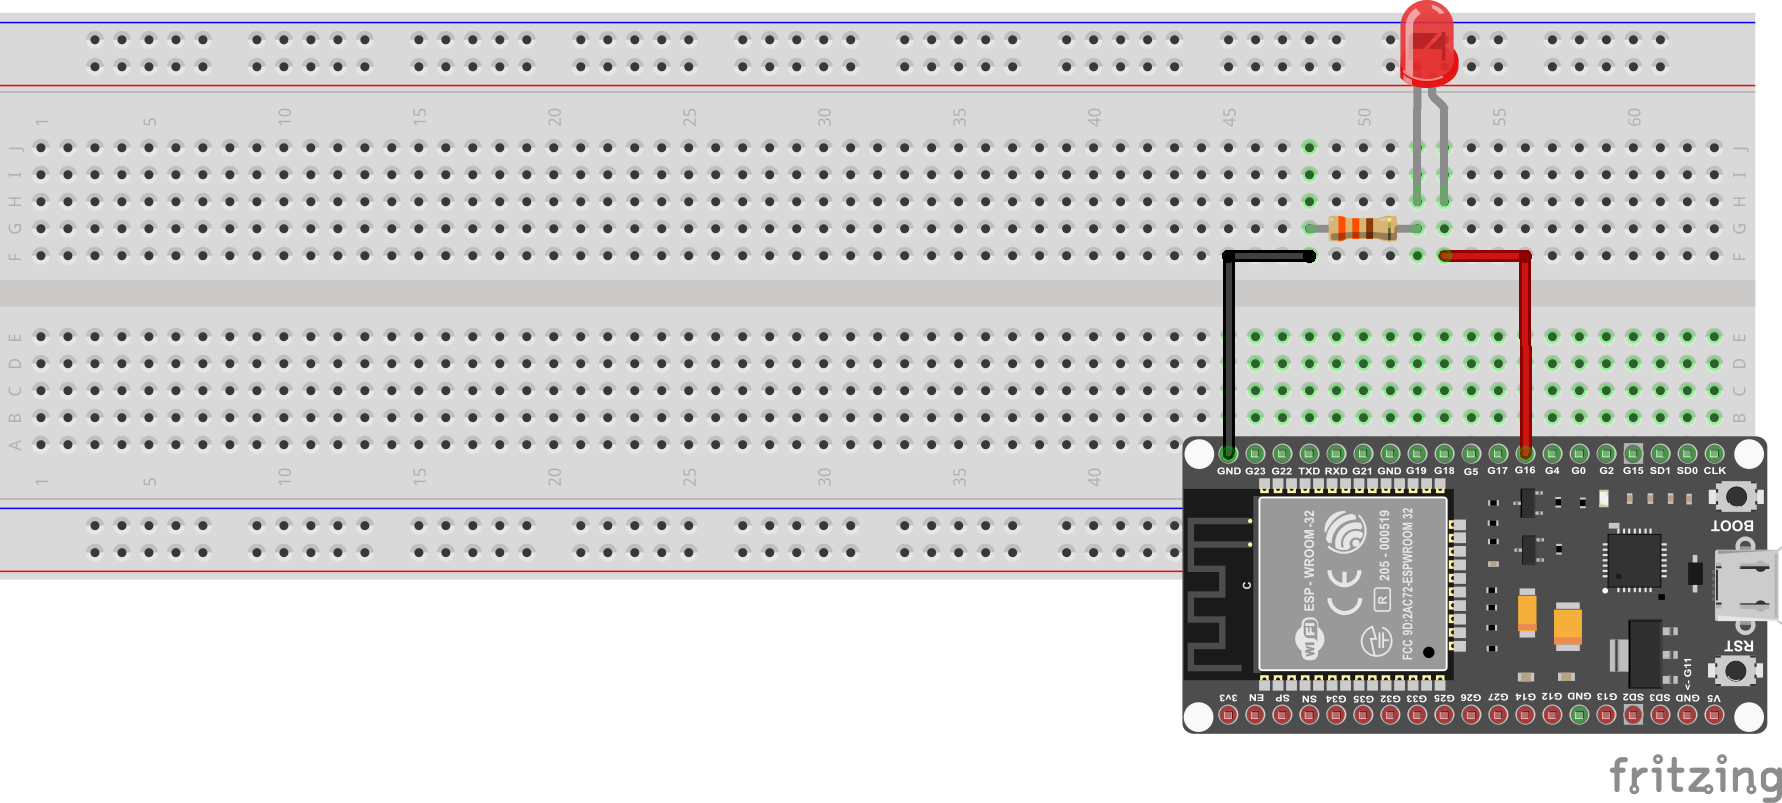 1 5 10 15 20 25 30 35 40 45 50 55 60
J J
I I
H H
G G
F F
E E
D D
C C
B B
A
1 5 10 15 20 25 30 35 40
GND G23 G22 TXD RXD G21 GND G19 G18 G5 G17 G16 G4 G0 G2 G15 SD1 SD0 CLK
BOOT
C
ESP-WROOM-32
WiFi
CE
R
205-000519
FCC 9D:2AC72-ESPWROOM 32
RST
<- G11
3v3 EN SP SN G34 G35 G32 G33 G25 G26 G27 G14 G12 GND G13 SD2 SD3 GND V5
fritzing